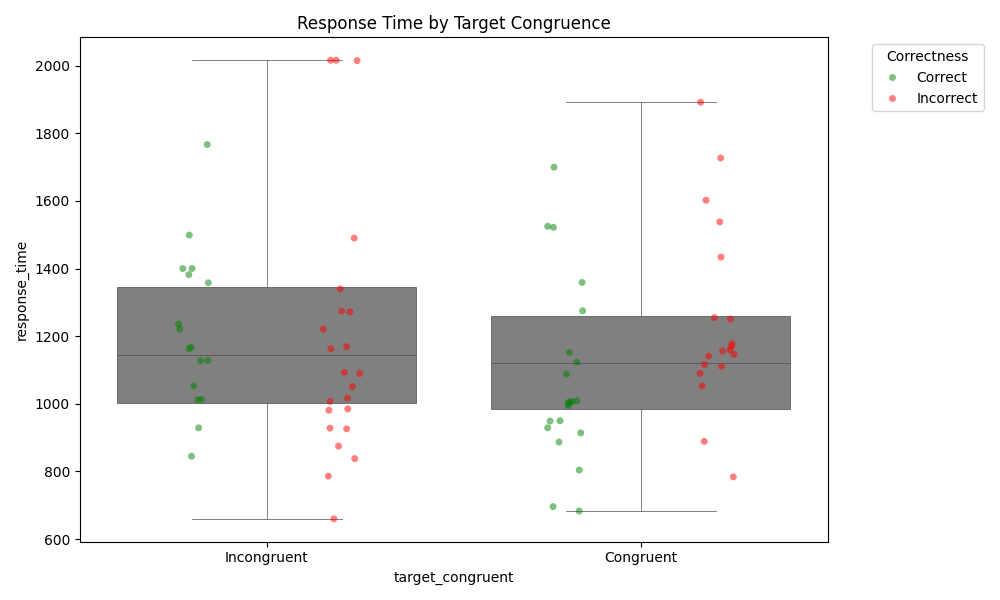 Response Time by Target Congruence
Correctness
Correct
Incorrect
response_time
2000
1800
1600
1400
1200
1000
800
600
Incongruent
Congruent
target_congruent